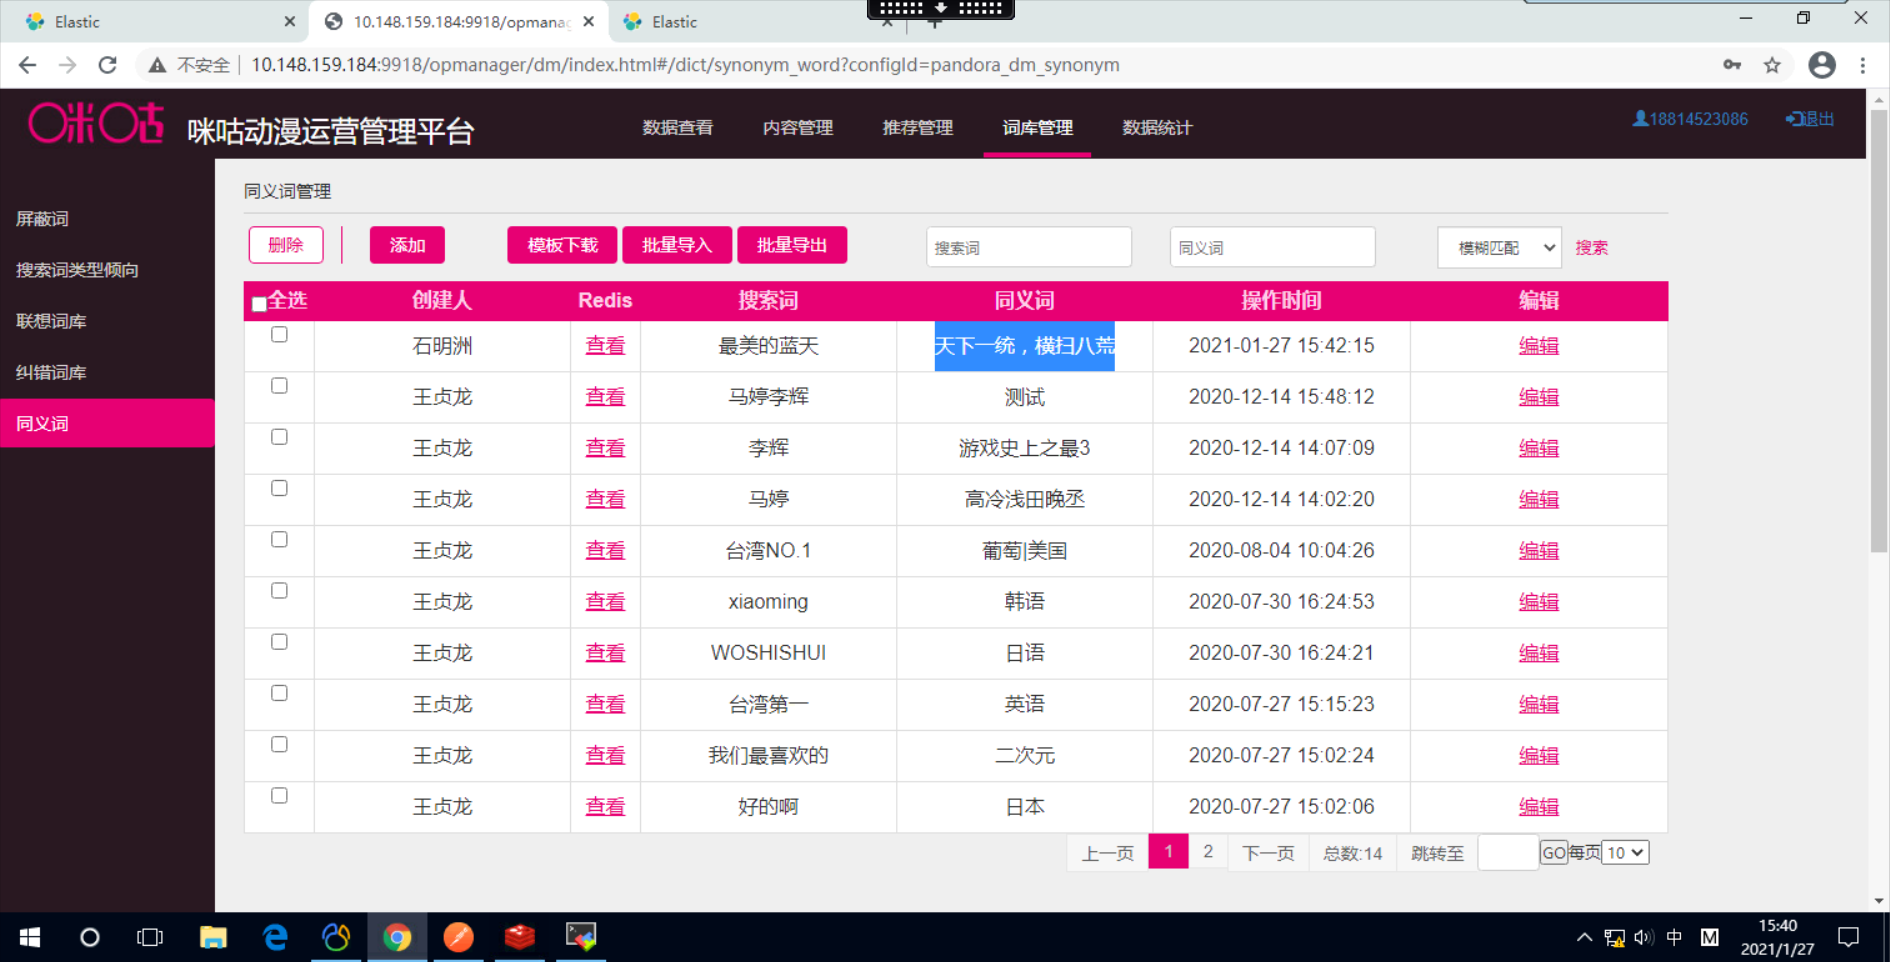 Elastic
10.148.159.184:9918/opmanag
Elastic
不安全
10.148.159.184:9918/opmanager/dm/index.html#/dict/synonym_word?configId=pandora_dm_synonym
咪咕 咪咕动漫运营管理平台
数据查看 内容管理 推荐管理 词库管理 数据统计
18814523086 退出
屏蔽词
搜索词类型倾向
联想词库
纠错词库
同义词
同义词管理
删除 添加 模板下载 批量导入 批量导出 搜索词 同义词 模糊匹配 搜索
全选 创建人 Redis 搜索词 同义词 操作时间 编辑
石明洲 查看 最美的蓝天 天下一统，横扫八荒 2021-01-27 15:42:15 编辑
王贞龙 查看 马婷李辉 测试 2020-12-14 15:48:12 编辑
王贞龙 查看 李辉 游戏史上之最3 2020-12-14 14:07:09 编辑
王贞龙 查看 马婷 高冷浅田晚丞 2020-12-14 14:02:20 编辑
王贞龙 查看 台湾NO.1 葡萄|美国 2020-08-04 10:04:26 编辑
王贞龙 查看 xiaoming 韩语 2020-07-30 16:24:53 编辑
王贞龙 查看 WOSHISHUI 日语 2020-07-30 16:24:21 编辑
王贞龙 查看 台湾第一 英语 2020-07-27 15:15:23 编辑
王贞龙 查看 我们最喜欢的 二次元 2020-07-27 15:02:24 编辑
王贞龙 查看 好的啊 日本 2020-07-27 15:02:06 编辑
上一页 1 2 下一页 总数:14 跳转至 GO 每页 10
中 M 15:40
2021/1/27